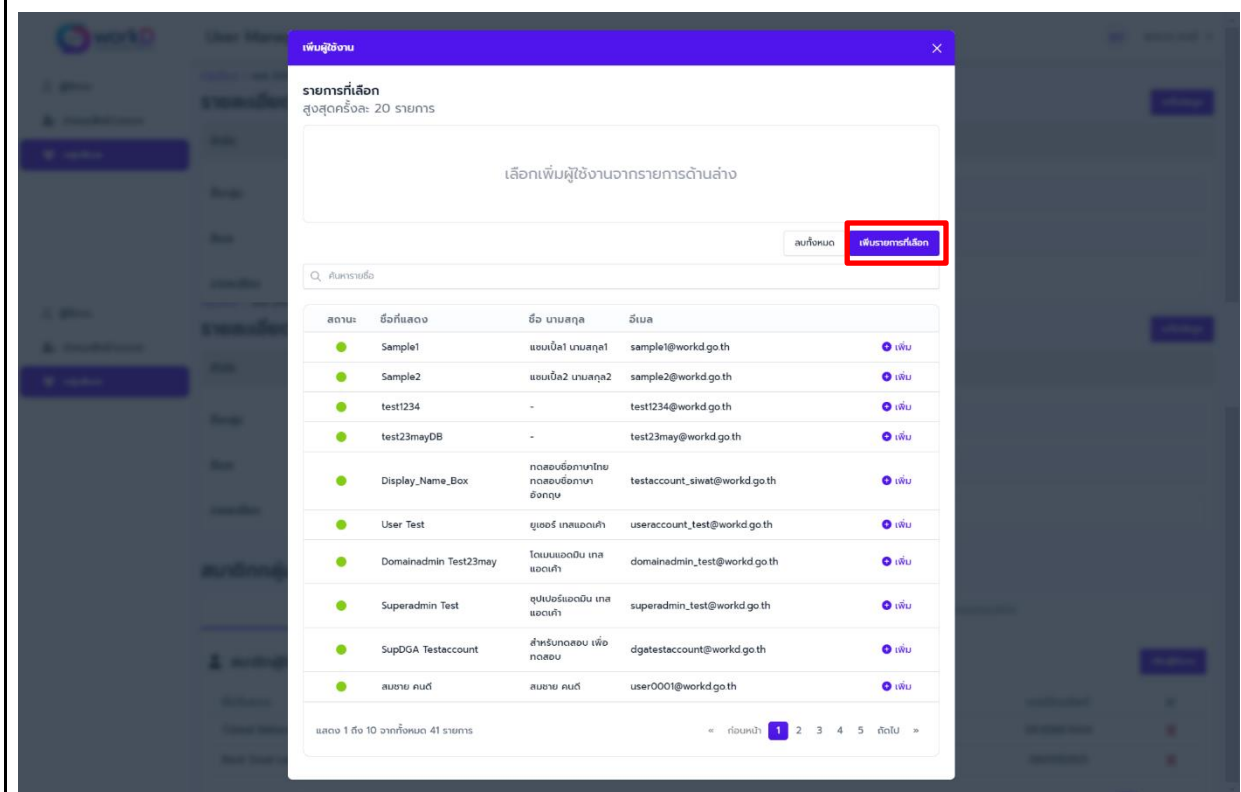 workD
User Mana
เพิ่มผู้ใช้งาน
รายการที่เลือก
สูงสุดครั้งละ 20 รายการ
เลือกเพิ่มผู้ใช้งานจากรายการด้านล่าง
ลบทั้งหมด เพิ่มรายการที่เลือก
ค้นหารายชื่อ
สถานะ ชื่อที่แสดง ชื่อ นามสกุล อีเมล
Sample1 แซมเปิ้ล1 นามสกุล1 sample1@workd.go.th เพิ่ม
Sample2 แซมเปิ้ล2 นามสกุล2 sample2@workd.go.th เพิ่ม
test1234 - test1234@workd.go.th เพิ่ม
test23mayDB - test23may@workd.go.th เพิ่ม
ทดสอบชื่อภาษาไทย
Display_Name_Box ทดสอบชื่อภาษา testaccount_siwat@workd.go.th เพิ่ม
อังกฤษ
User Test ยูเซอร์ เทสแอดเค้า useraccount_test@workd.go.th เพิ่ม
Domainadmin Test23may โดเมนแอดมิน เทส domainadmin_test@workd.go.th เพิ่ม
แอดเค้า
Superadmin Test ซุปเปอร์แอดมิน เทส superadmin_test@workd.go.th เพิ่ม
แอดเค้า
SupDGA Testaccount สำหรับทดสอบ เพื่อ dgatestaccount@workd.go.th เพิ่ม
ทดสอบ
สมชาย คนดี สมชาย คนดี user0001@workd.go.th เพิ่ม
แสดง 1 ถึง 10 จากทั้งหมด 41 รายการ « ก่อนหน้า 1 2 3 4 5 ถัดไป »